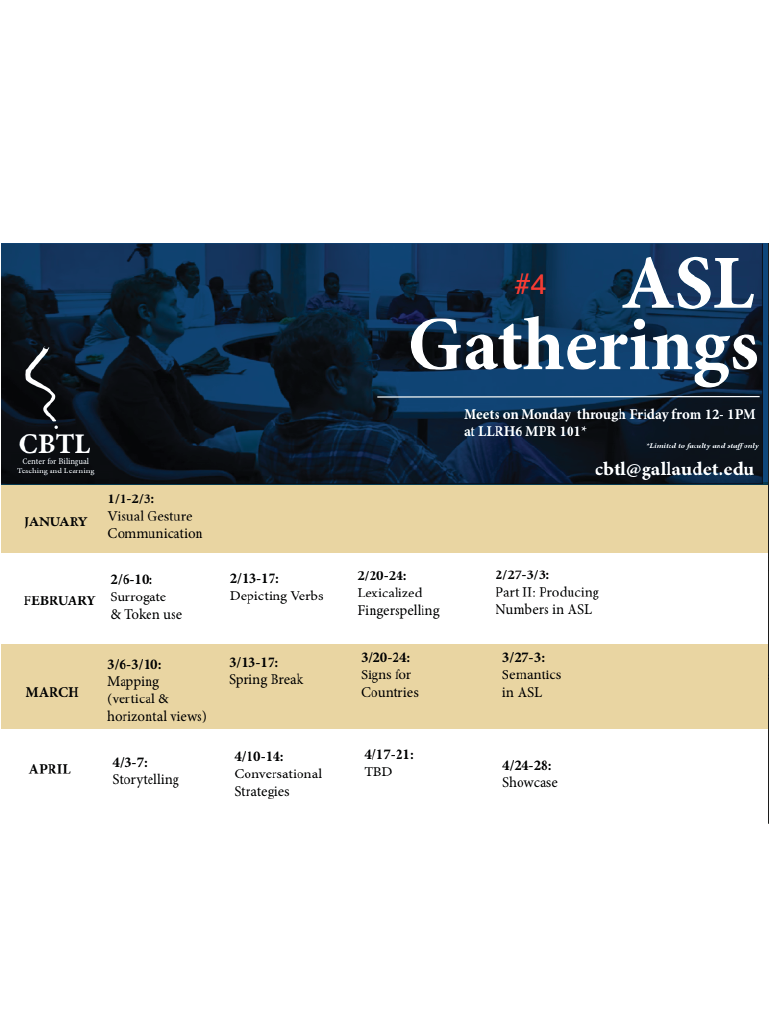 #4
ASL
Gatherings
Meets on Monday through Friday from 12- 1PM
at LLRH6 MPR 101*
*Limited to faculty and staff only
cbtl@gallaudet.edu
CBTL
Center for Bilingual
Teaching and Learning
JANUARY
1/1-2/3:
Visual Gesture
Communication
FEBRUARY
2/6-10:
Surrogate
& Token use
2/13-17:
Depicting Verbs
2/20-24:
Lexicalized
Fingerspelling
2/27-3/3:
Part II: Producing
Numbers in ASL
MARCH
3/6-3/10:
Mapping
(vertical &
horizontal views)
3/13-17:
Spring Break
3/20-24:
Signs for
Countries
3/27-3:
Semantics
in ASL
APRIL
4/3-7:
Storytelling
4/10-14:
Conversational
Strategies
4/17-21:
TBD
4/24-28:
Showcase